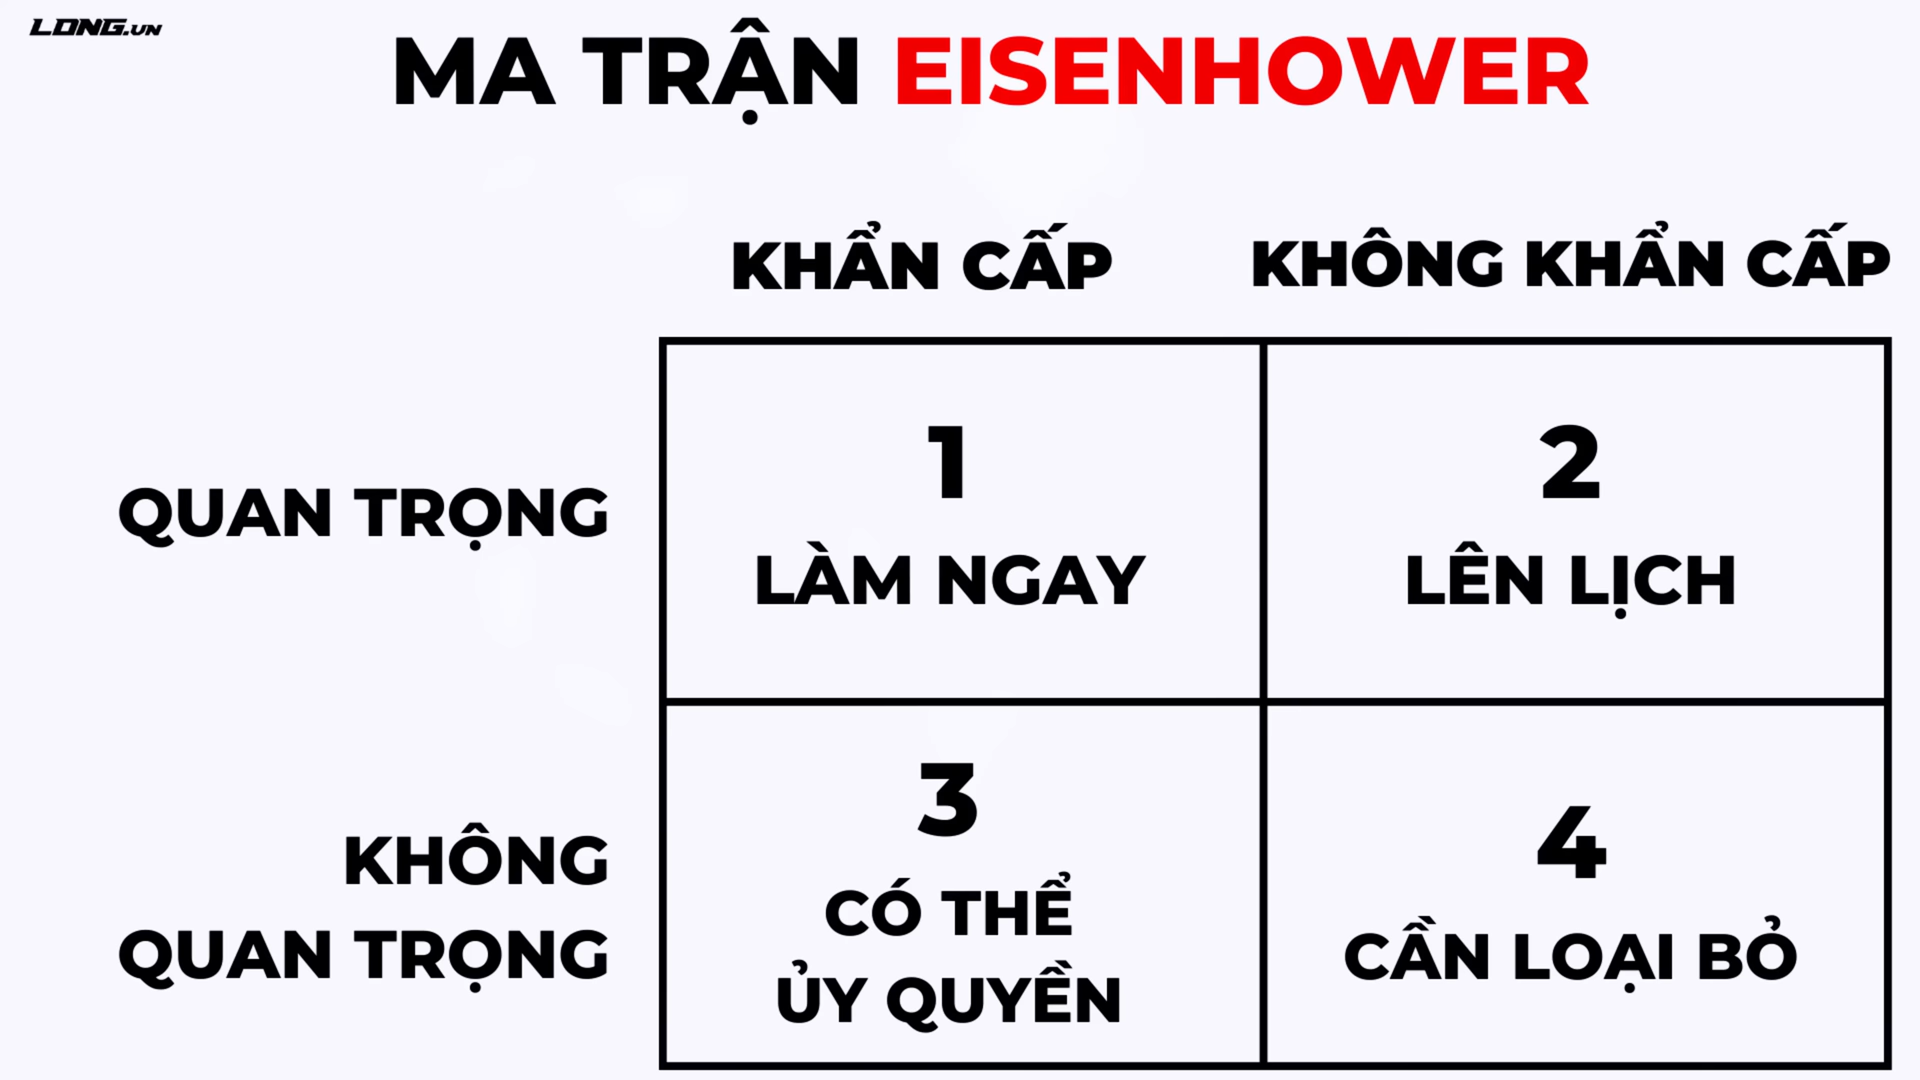 LONG.VN
MA TRẬN EISENHOWER
KHẨN CẤP
KHÔNG KHẨN CẤP
QUAN TRỌNG
1
LÀM NGAY
2
LÊN LỊCH
KHÔNG
QUAN TRỌNG
3
CÓ THỂ
ỦY QUYỀN
4
CẦN LOẠI BỎ